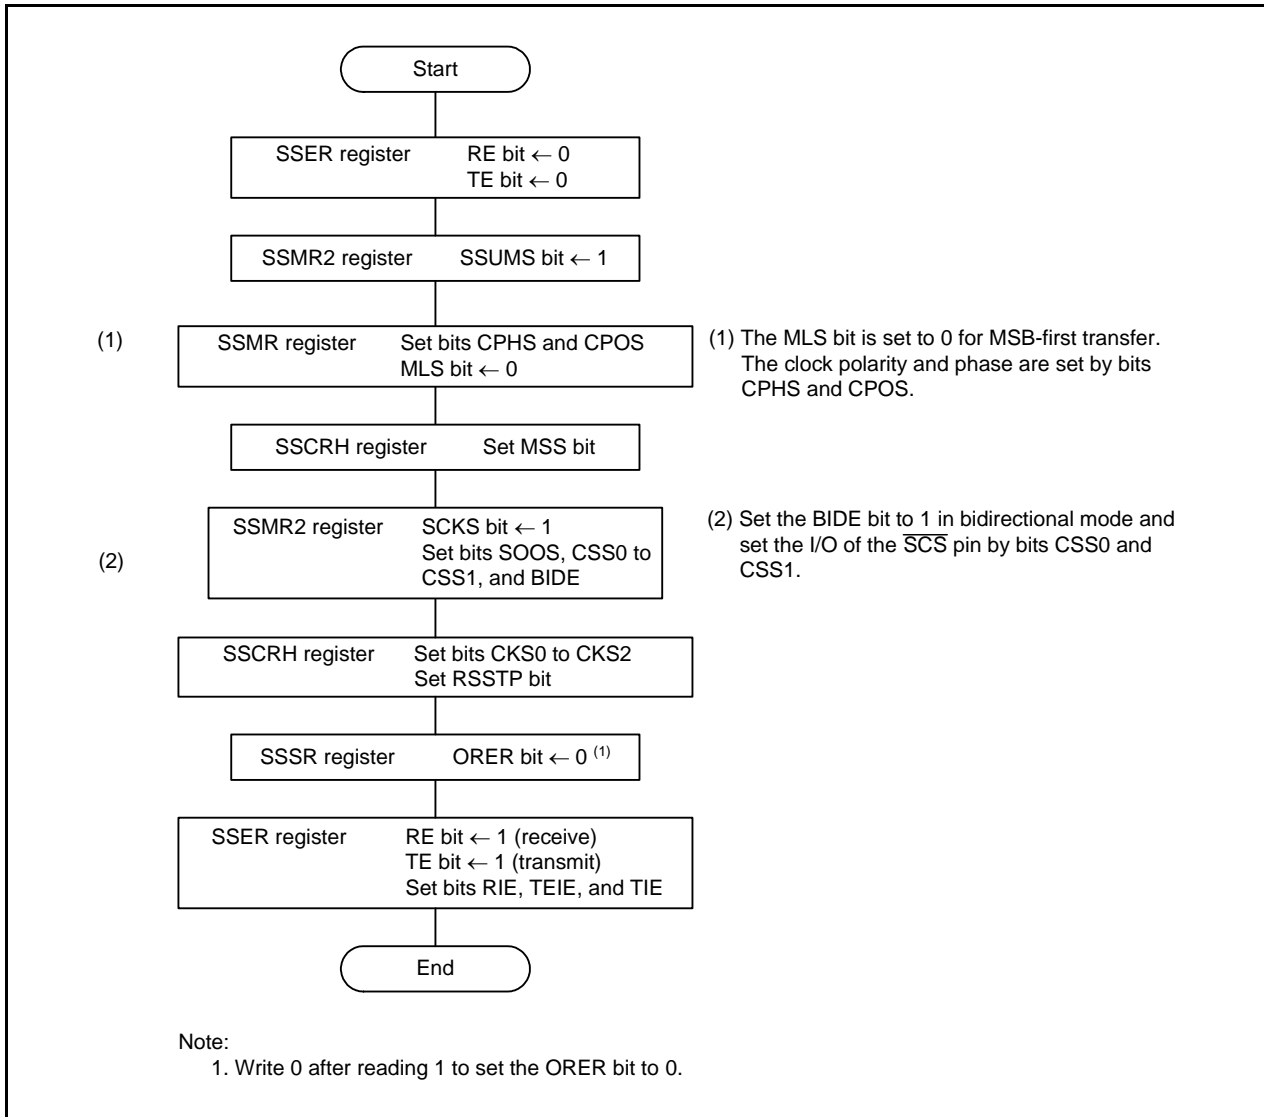 Start
SSER register RE bit ← 0
TE bit ← 0
SSMR2 register SSUMS bit ← 1
(1)
SSMR register Set bits CPHS and CPOS
MLS bit ← 0
(1) The MLS bit is set to 0 for MSB-first transfer.
The clock polarity and phase are set by bits
CPHS and CPOS.
SSCRH register Set MSS bit
(2)
SSMR2 register SCKS bit ← 1
Set bits SOOS, CSS0 to
CSS1, and BIDE
(2) Set the BIDE bit to 1 in bidirectional mode and
set the I/O of the S̅C̅S̅ pin by bits CSS0 and
CSS1.
SSCRH register Set bits CKS0 to CKS2
Set RSSTP bit
SSSR register ORER bit ← 0 (1)
SSER register RE bit ← 1 (receive)
TE bit ← 1 (transmit)
Set bits RIE, TEIE, and TIE
End
Note:
1. Write 0 after reading 1 to set the ORER bit to 0.